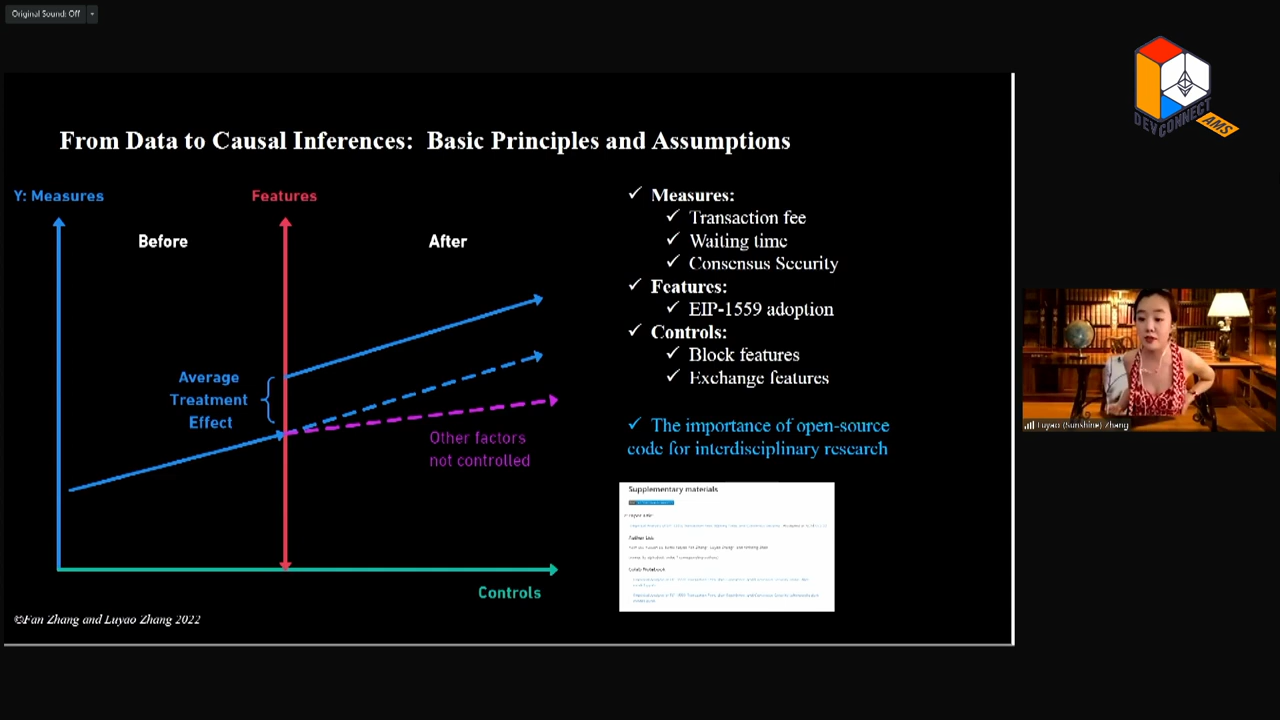 Original Sound: Off
DEVCONNECT
AMS
From Data to Causal Inferences: Basic Principles and Assumptions
Y: Measures
Features
Before
After
Average
Treatment
Effect
Other factors
not controlled
Controls
©Fan Zhang and Luyao Zhang 2022
✓ Measures:
✓ Transaction fee
✓ Waiting time
✓ Consensus Security
✓ Features:
✓ EIP-1559 adoption
✓ Controls:
✓ Block features
✓ Exchange features
✓ The importance of open-source
code for interdisciplinary research
Supplementary materials
Luyao (Sunshine) Zhang